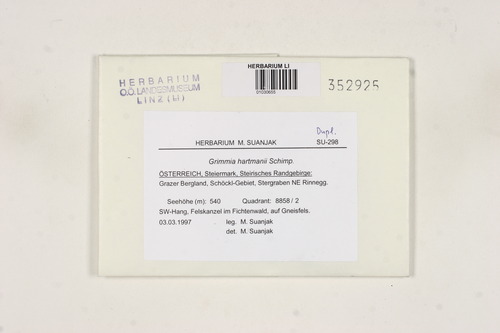 HERBARIUM LI
HERBARIUM
O.Ö. LANDESMUSEUM
LINZ (LI)
352925
Dupl.
HERBARIUM M. SUANJAK SU-298
Grimmia hartmanii Schimp.
ÖSTERREICH, Steiermark, Steirisches Randgebirge:
Grazer Bergland, Schöckl-Gebiet, Stergraben NE Rinnegg.
Seehöhe (m): 540 Quadrant: 8858 / 2
SW-Hang, Felskanzel im Fichtenwald, auf Gneisfels.
03.03.1997 leg. M. Suanjak
det. M. Suanjak